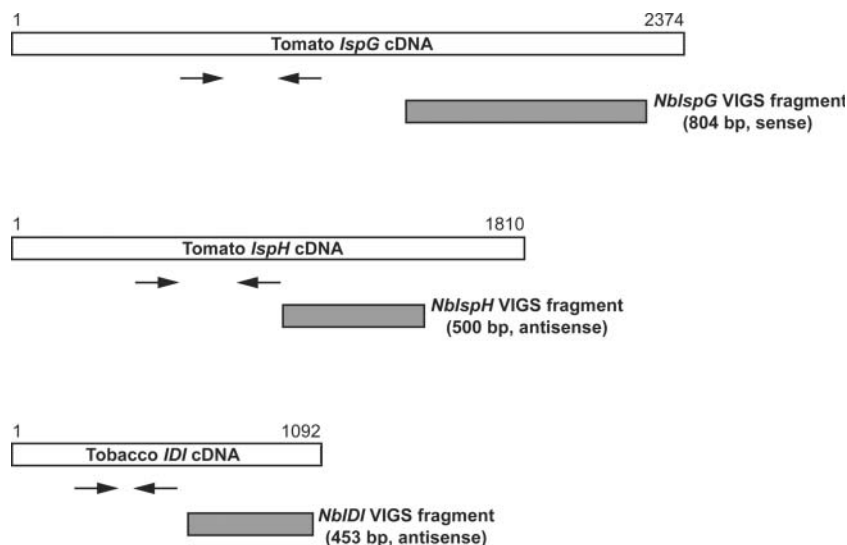 1 2374
Tomato IspG cDNA
NbIspG VIGS fragment
(804 bp, sense)
1 1810
Tomato IspH cDNA
NbIspH VIGS fragment
(500 bp, antisense)
1 1092
Tobacco IDI cDNA
NbIDI VIGS fragment
(453 bp, antisense)